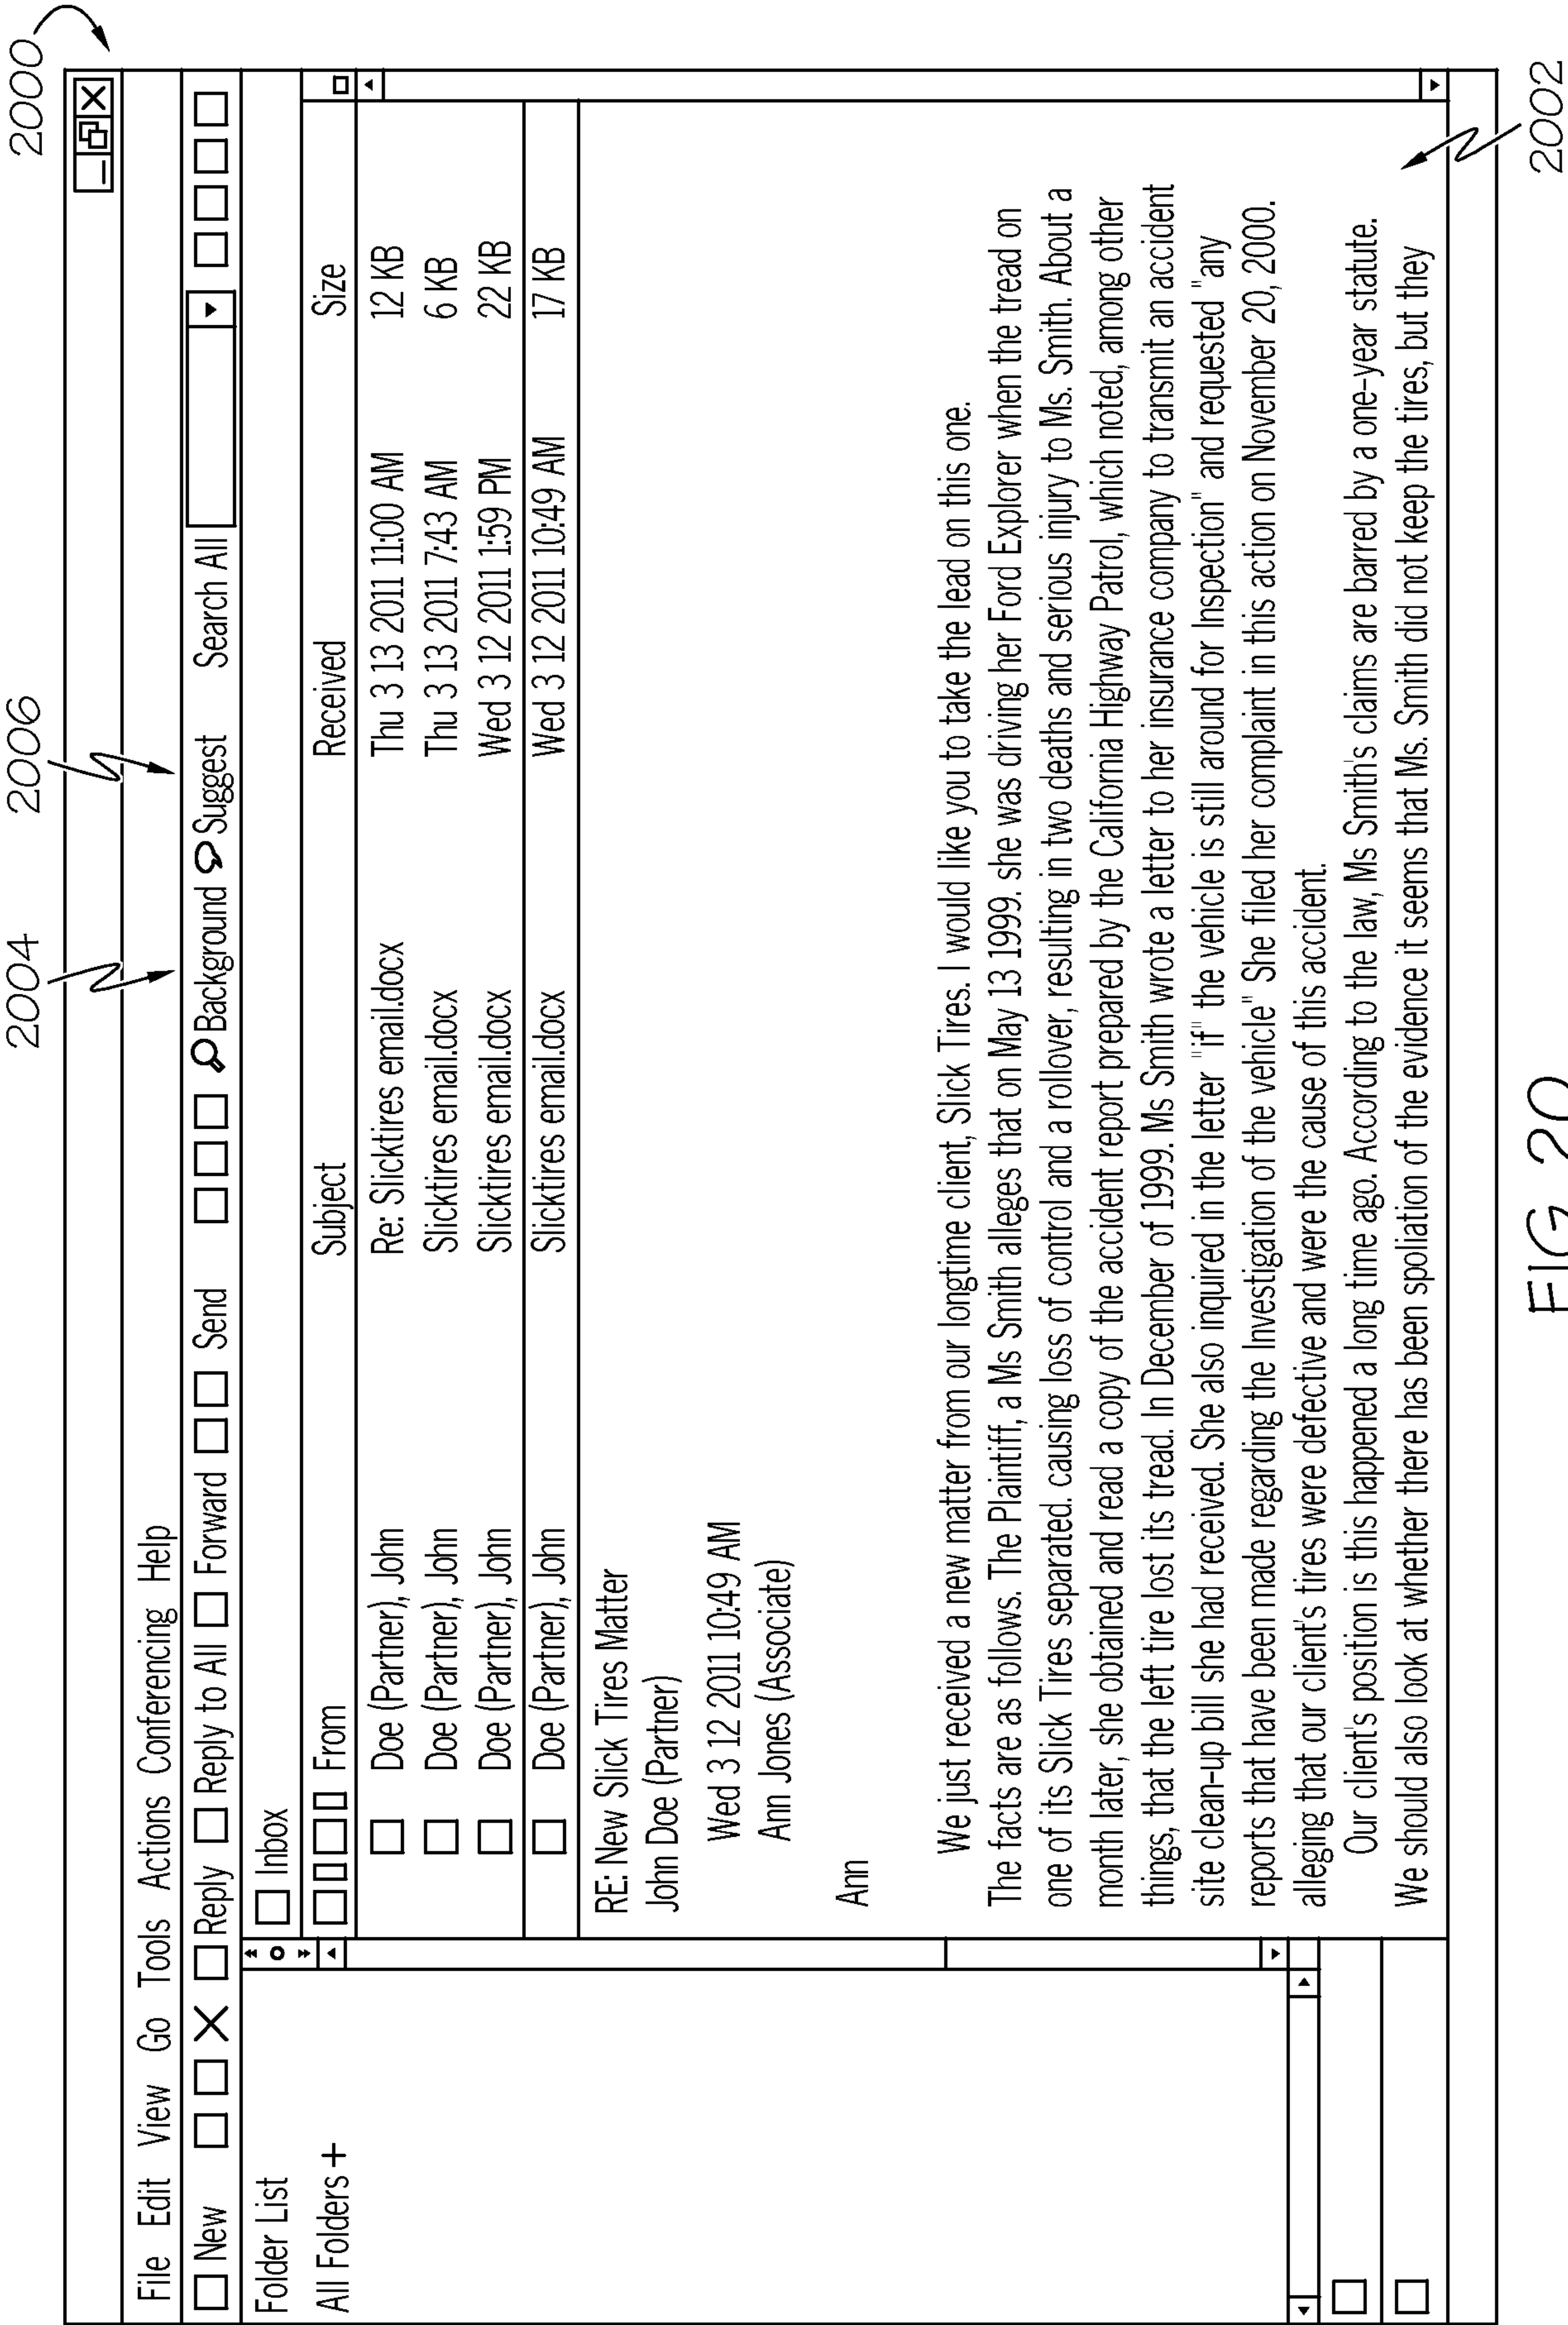 2000
2004
2006
File Edit View Go Tools Actions Conferencing Help
New Reply Reply to All Forward Send Background Suggest Search All
Folder List
Inbox
All Folders +
From Subject Received Size
Doe (Partner), John Re: Slicktires email.docx Thu 3 13 2011 11:00 AM 12 KB
Doe (Partner), John Slicktires email.docx Thu 3 13 2011 7:43 AM 6 KB
Doe (Partner), John Slicktires email.docx Wed 3 12 2011 1:59 PM 22 KB
Doe (Partner), John Slicktires email.docx Wed 3 12 2011 10:49 AM 17 KB
RE: New Slick Tires Matter
John Doe (Partner)
Wed 3 12 2011 10:49 AM
Ann Jones (Associate)
Ann
We just received a new matter from our longtime client, Slick Tires. I would like you to take the lead on this one.
The facts are as follows. The Plaintiff, a Ms Smith alleges that on May 13 1999. she was driving her Ford Explorer when the tread on
one of its Slick Tires separated. causing loss of control and a rollover, resulting in two deaths and serious injury to Ms. Smith. About a
month later, she obtained and read a copy of the accident report prepared by the California Highway Patrol, which noted, among other
things, that the left tire lost its tread. In December of 1999. Ms Smith wrote a letter to her insurance company to transmit an accident
site clean-up bill she had received. She also inquired in the letter "if" the vehicle is still around for Inspection" and requested "any
reports that have been made regarding the Investigation of the vehicle" She filed her complaint in this action on November 20, 2000.
alleging that our client's tires were defective and were the cause of this accident.
Our client's position is this happened a long time ago. According to the law, Ms Smith's claims are barred by a one-year statute.
We should also look at whether there has been spoliation of the evidence it seems that Ms. Smith did not keep the tires, but they
2002
FIG 20